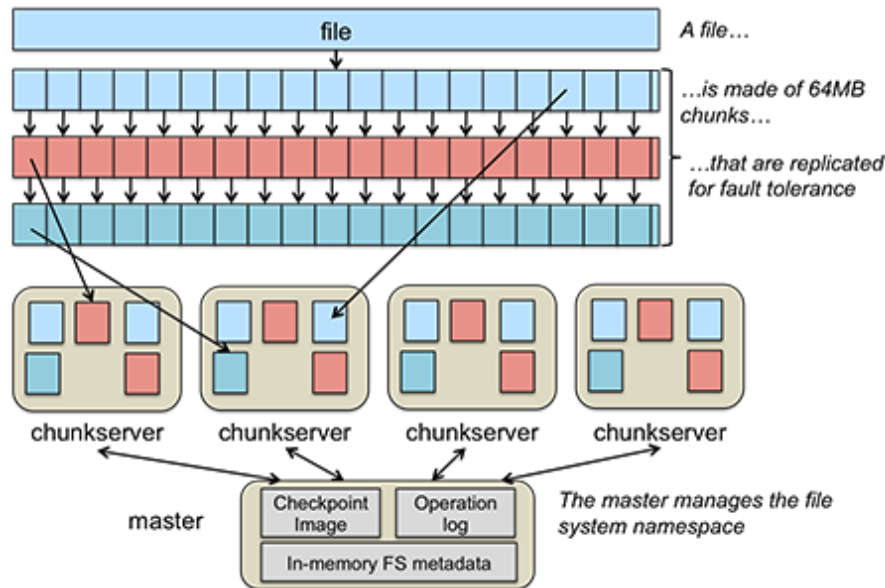 file
A file…
…is made of 64MB
chunks…
…that are replicated
for fault tolerance
chunkserver
chunkserver
chunkserver
chunkserver
master
Checkpoint
Image
Operation
log
In-memory FS metadata
The master manages the file
system namespace